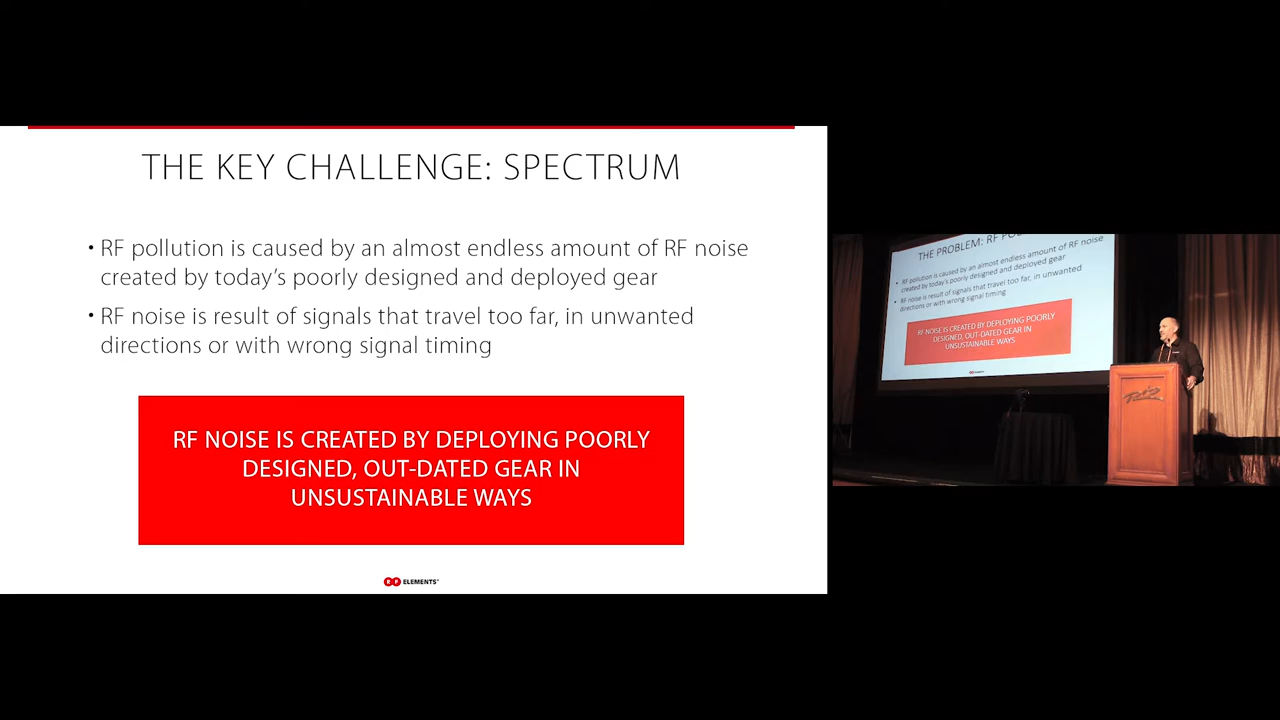 THE KEY CHALLENGE: SPECTRUM
• RF pollution is caused by an almost endless amount of RF noise
created by today's poorly designed and deployed gear
• RF noise is result of signals that travel too far, in unwanted
directions or with wrong signal timing
RF NOISE IS CREATED BY DEPLOYING POORLY
DESIGNED, OUT-DATED GEAR IN
UNSUSTAINABLE WAYS
RF ELEMENTS™
THE PROBLEM: RF
• RF pollution is caused by an almost endless amount of RF noise
created by today's poorly designed and deployed gear
• RF noise is result of signals that travel too far, in unwanted
directions or with wrong signal timing
RF NOISE IS CREATED BY DEPLOYING POORLY
DESIGNED, OUT-DATED GEAR IN
UNSUSTAINABLE WAYS